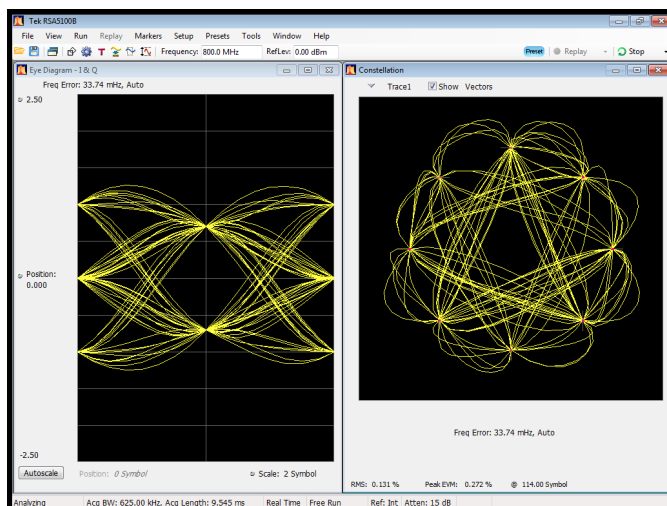 Tek RSA5100B
File View Run Replay Markers Setup Presets Tools Window Help
T Frequency: 800.0 MHz RefLev: 0.00 dBm Preset Replay Stop
Eye Diagram - I & Q
Freq Error: 33.74 mHz, Auto
2.50
Position:
0.000
-2.50
Autoscale Position: 0 Symbol Scale: 2 Symbol
Constellation
Trace1 Show Vectors
Freq Error: 33.74 mHz, Auto
RMS: 0.131 % Peak EVM: 0.272 % @ 114.00 Symbol
Analyzing Acq BW: 625.00 kHz, Acq Length: 9.545 ms Real Time Free Run Ref: Int Atten: 15 dB